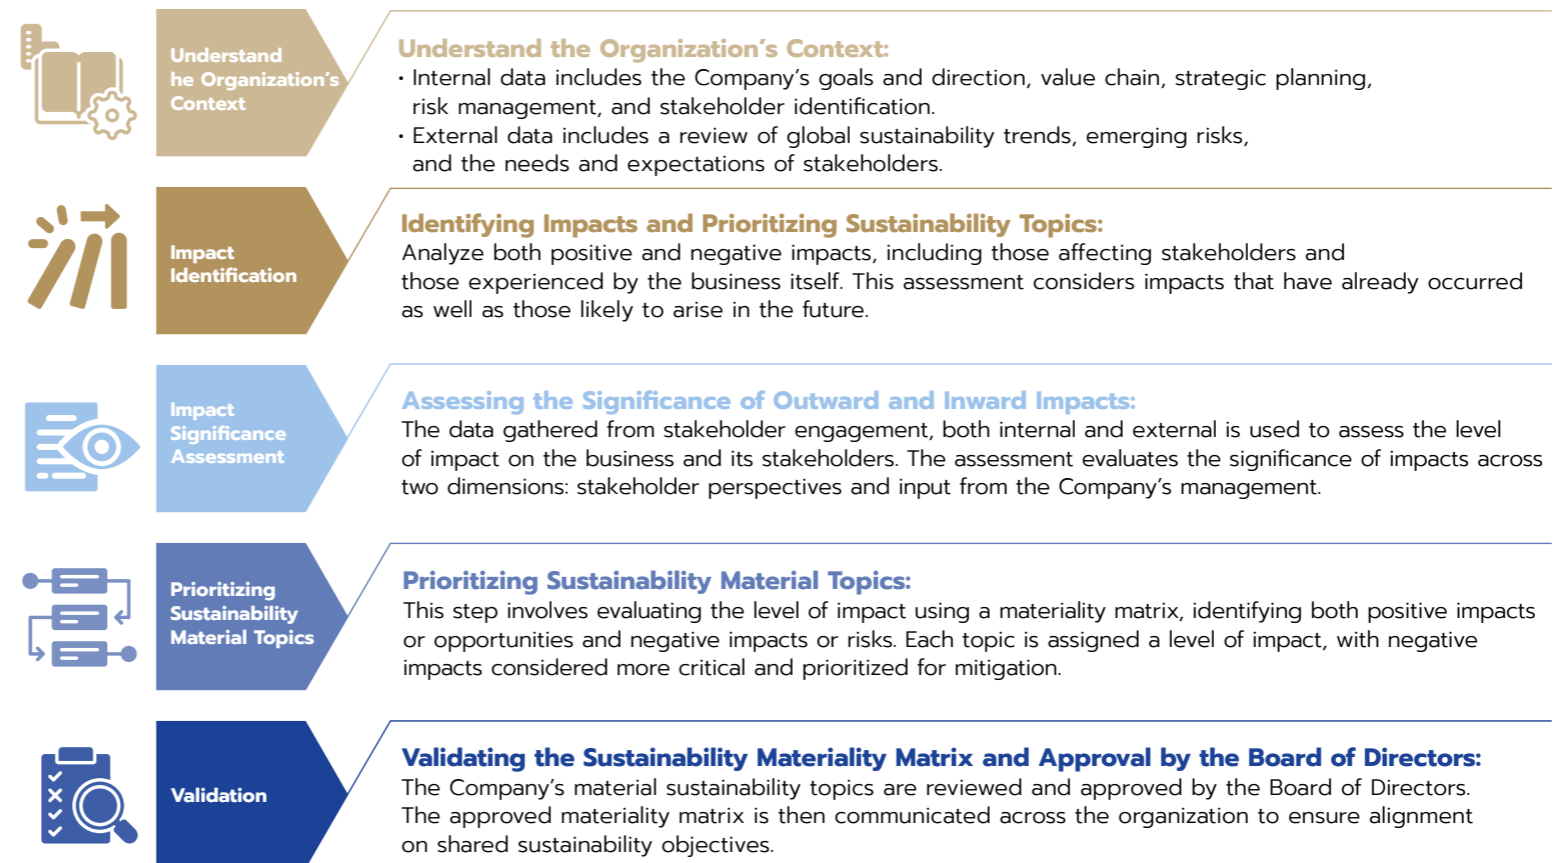 Understand
he Organization's
Context
Understand the Organization's Context:
• Internal data includes the Company's goals and direction, value chain, strategic planning,
risk management, and stakeholder identification.
• External data includes a review of global sustainability trends, emerging risks,
and the needs and expectations of stakeholders.
Impact
Identification
Identifying Impacts and Prioritizing Sustainability Topics:
Analyze both positive and negative impacts, including those affecting stakeholders and
those experienced by the business itself. This assessment considers impacts that have already occurred
as well as those likely to arise in the future.
Impact
Significance
Assessment
Assessing the Significance of Outward and Inward Impacts:
The data gathered from stakeholder engagement, both internal and external is used to assess the level
of impact on the business and its stakeholders. The assessment evaluates the significance of impacts across
two dimensions: stakeholder perspectives and input from the Company's management.
Prioritizing
Sustainability
Material Topics
Prioritizing Sustainability Material Topics:
This step involves evaluating the level of impact using a materiality matrix, identifying both positive impacts
or opportunities and negative impacts or risks. Each topic is assigned a level of impact, with negative
impacts considered more critical and prioritized for mitigation.
Validation
Validating the Sustainability Materiality Matrix and Approval by the Board of Directors:
The Company's material sustainability topics are reviewed and approved by the Board of Directors.
The approved materiality matrix is then communicated across the organization to ensure alignment
on shared sustainability objectives.